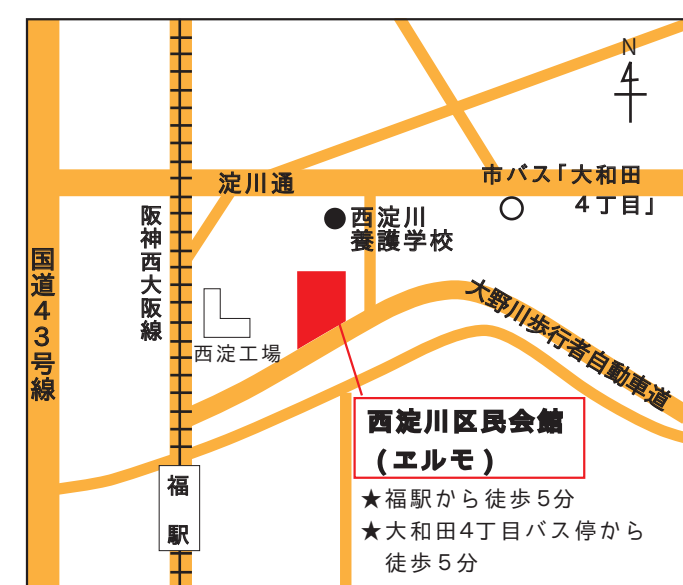 N
市バス「大和田
4丁目」
淀川通
西淀川
養護学校
阪神西大阪線
国道43号線
西淀工場
大野川歩行者自動車道
西淀川区民会館
(エルモ)
福駅
★福駅から徒歩5分
★大和田4丁目バス停から
徒歩5分